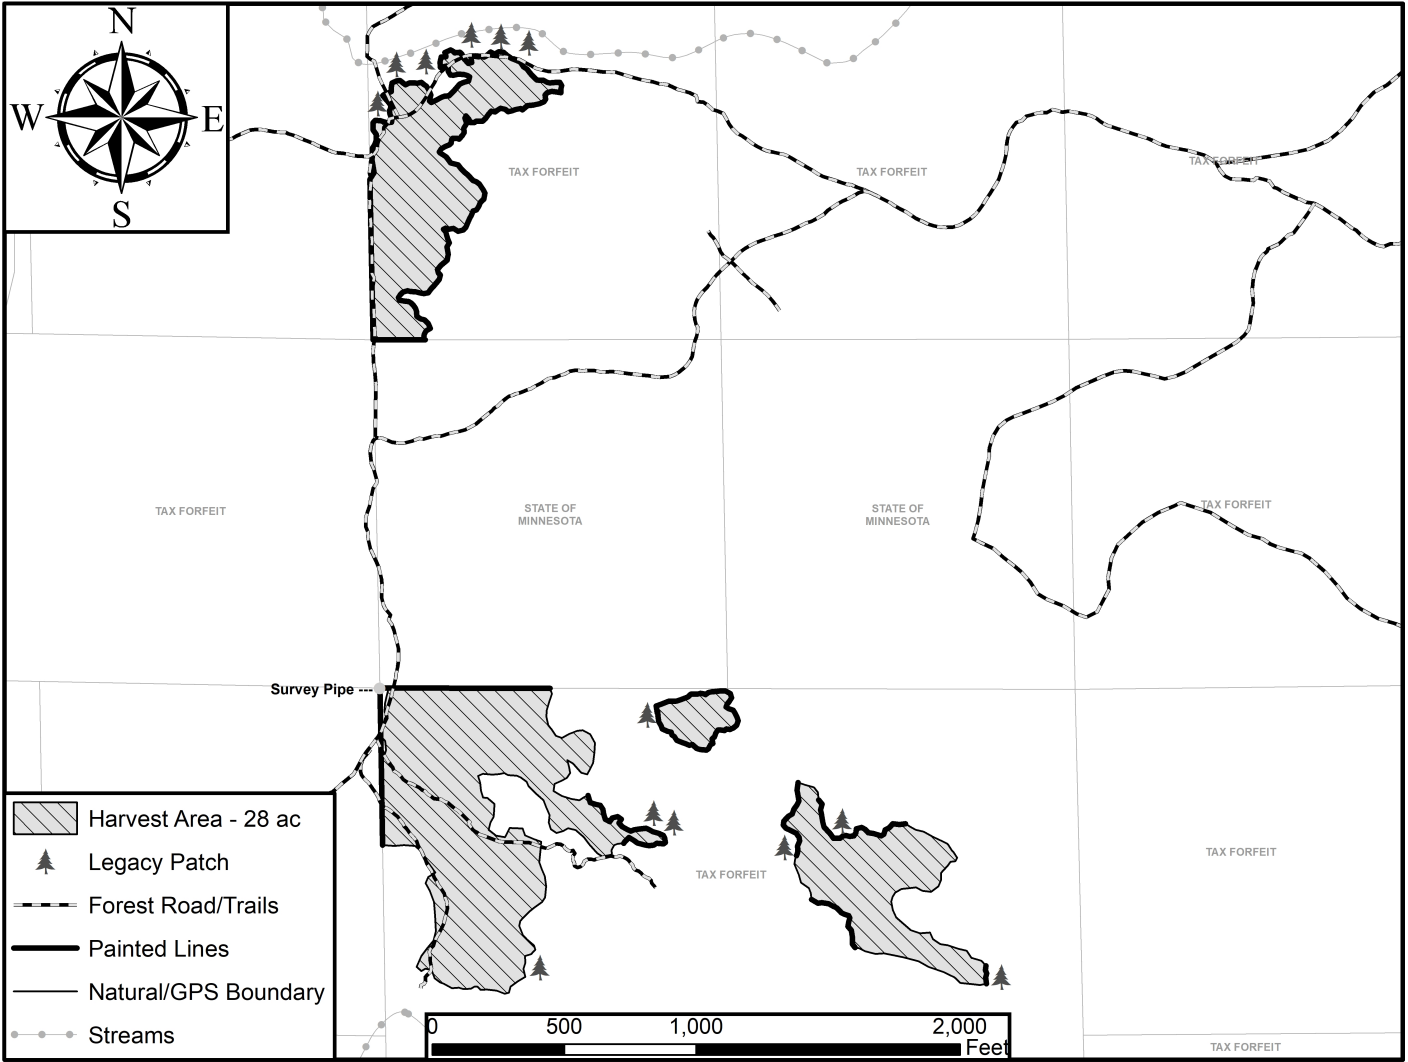 N
W
E
S
TAX FORFEIT
TAX FORFEIT
TAX FORFEIT
TAX FORFEIT
STATE OF
MINNESOTA
STATE OF
MINNESOTA
TAX FORFEIT
Survey Pipe ---
Harvest Area - 28 ac
Legacy Patch
Forest Road/Trails
Painted Lines
Natural/GPS Boundary
Streams
TAX FORFEIT
TAX FORFEIT
0 500 1,000 2,000
Feet
TAX FORFEIT